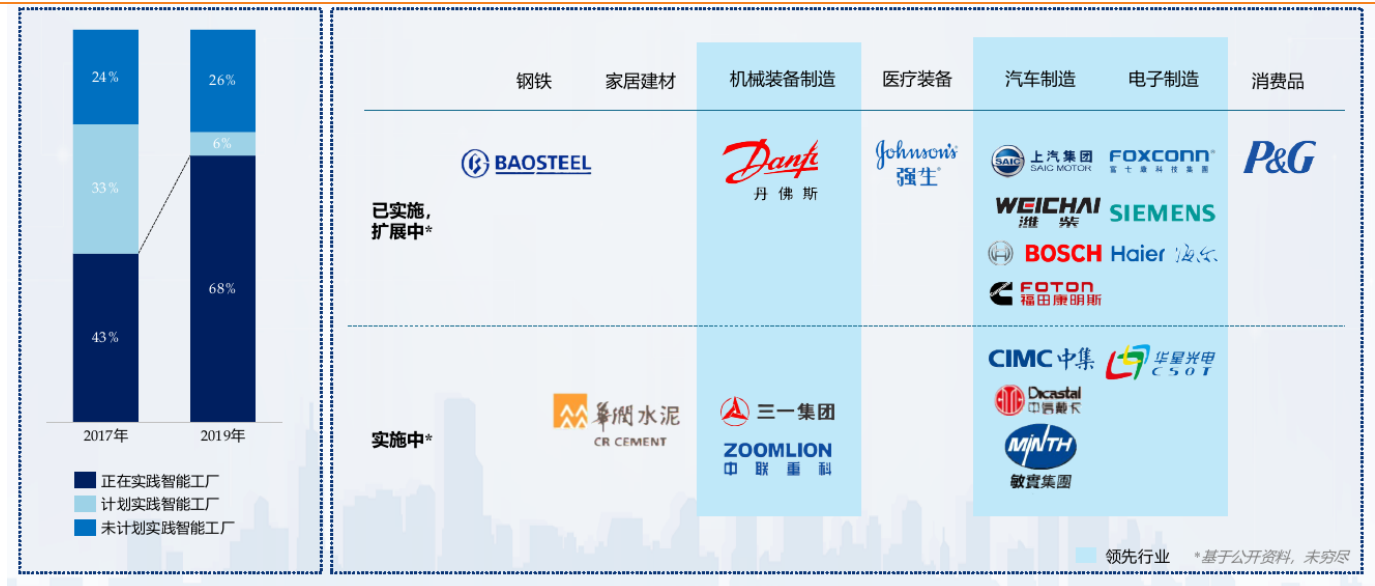 24%
33%
43%
26%
6%
68%
2017年
2019年
正在实践智能工厂
计划实践智能工厂
未计划实践智能工厂
钢铁
家居建材
机械装备制造
医疗装备
汽车制造
电子制造
消费品
已实施,
扩展中*
BAOSTEEL
Danfoss
丹佛斯
Johnson's
强生
SAIC
上汽集团
SAIC MOTOR
WEICHAI
潍柴
BOSCH
FOTON
福田康明斯
FOXCONN
富士康科技集团
SIEMENS
Haier 海尔
P&G
实施中*
華潤水泥
CR CEMENT
三一集团
ZOOMLION
中联重科
CIMC中集
Dicastal
中信戴卡
MINTH
敏實集團
华星光电
CSOT
领先行业
*基于公开资料，未穷尽